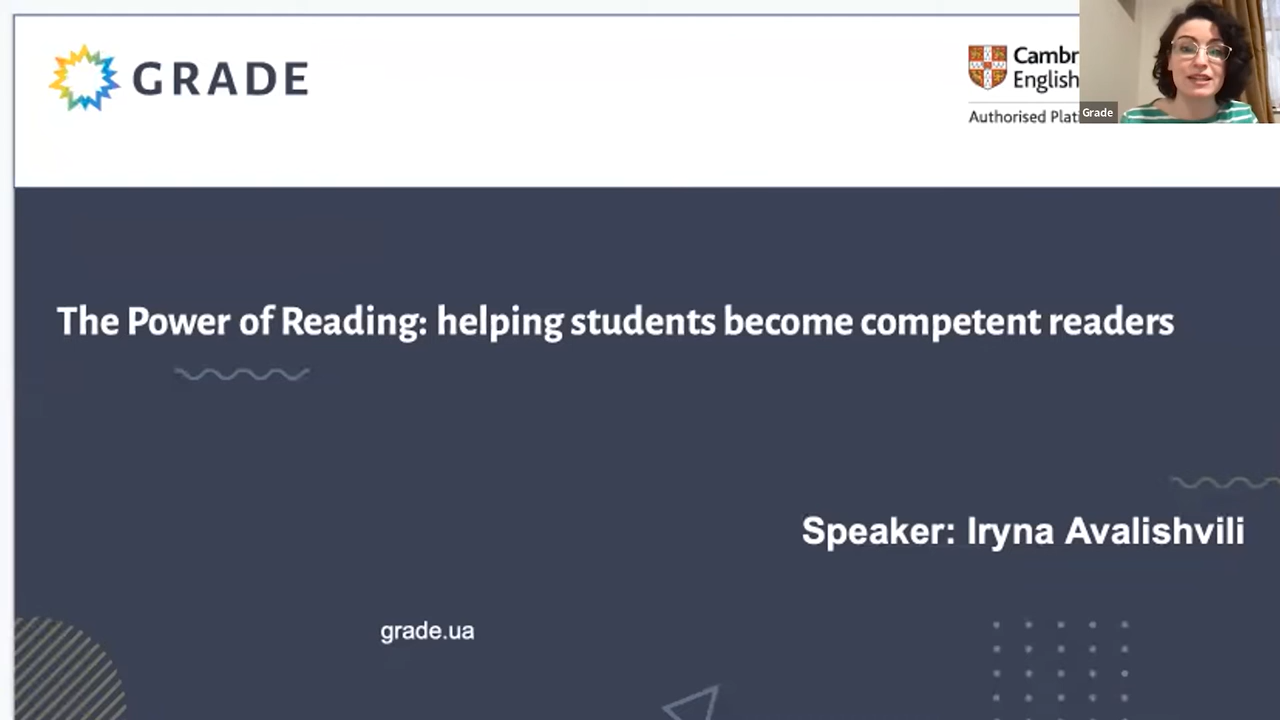 GRADE
Cambr
English
Authorised Plat
Grade
The Power of Reading: helping students become competent readers
Speaker: Iryna Avalishvili
grade.ua